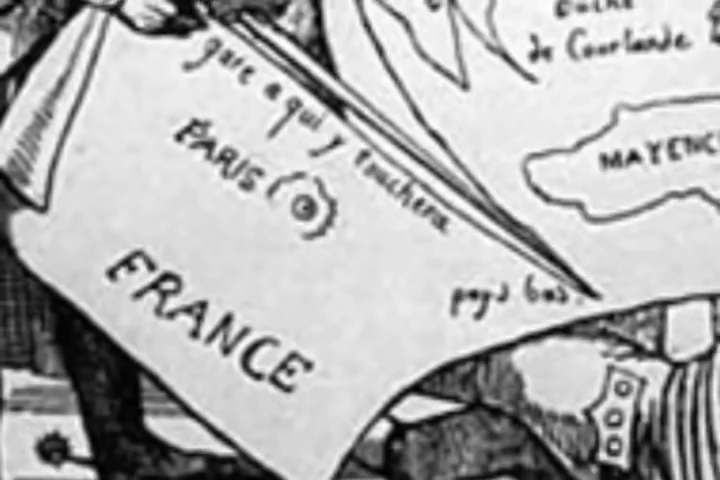 Duché
de Courlande
gare a qui y touchera
MAYENC
PARIS
pays bas.
FRANCE